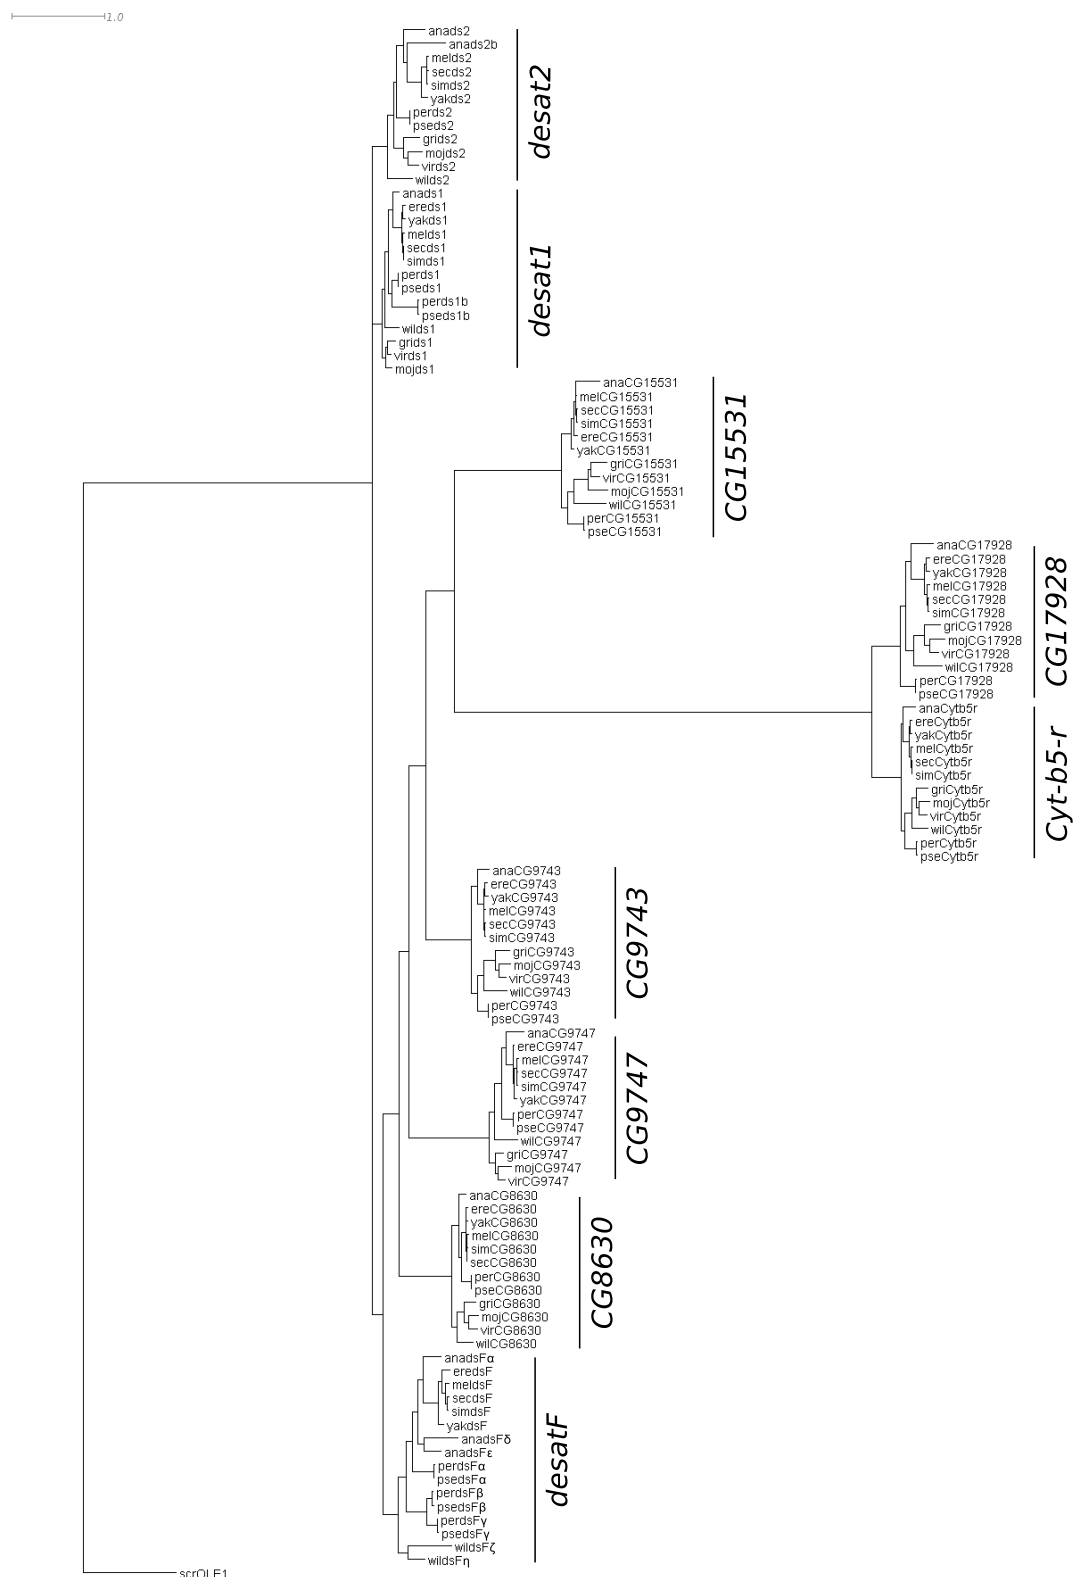 1.0
anads2
anads2b
melds2
secds2
simds2
yakds2
perds2
pseds2
grids2
mojds2
virds2
wilds2
desat2
anads1
ereds1
yakds1
melds1
secds1
simds1
perds1
pseds1
perds1b
pseds1b
wilds1
grids1
virds1
mojds1
desat1
anaCG15531
melCG15531
secCG15531
simCG15531
ereCG15531
yakCG15531
griCG15531
virCG15531
mojCG15531
wilCG15531
perCG15531
pseCG15531
CG15531
anaCG17928
ereCG17928
yakCG17928
melCG17928
secCG17928
simCG17928
griCG17928
mojCG17928
virCG17928
wilCG17928
perCG17928
pseCG17928
CG17928
anaCytb5r
ereCytb5r
yakCytb5r
melCytb5r
secCytb5r
simCytb5r
griCytb5r
mojCytb5r
virCytb5r
wilCytb5r
perCytb5r
pseCytb5r
Cyt-b5-r
anaCG9743
ereCG9743
yakCG9743
melCG9743
secCG9743
simCG9743
griCG9743
mojCG9743
virCG9743
wilCG9743
perCG9743
pseCG9743
CG9743
anaCG9747
ereCG9747
melCG9747
secCG9747
simCG9747
yakCG9747
perCG9747
pseCG9747
wilCG9747
griCG9747
mojCG9747
virCG9747
CG9747
anaCG8630
ereCG8630
yakCG8630
melCG8630
simCG8630
secCG8630
perCG8630
pseCG8630
griCG8630
mojCG8630
virCG8630
wilCG8630
CG8630
anadsFα
eredsF
meldsF
secdsF
simdsF
yakdsF
anadsFδ
anadsFε
perdsFα
psedsFα
perdsFβ
psedsFβ
perdsFγ
psedsFγ
wildsFζ
wildsFη
desatF
scrOLE1